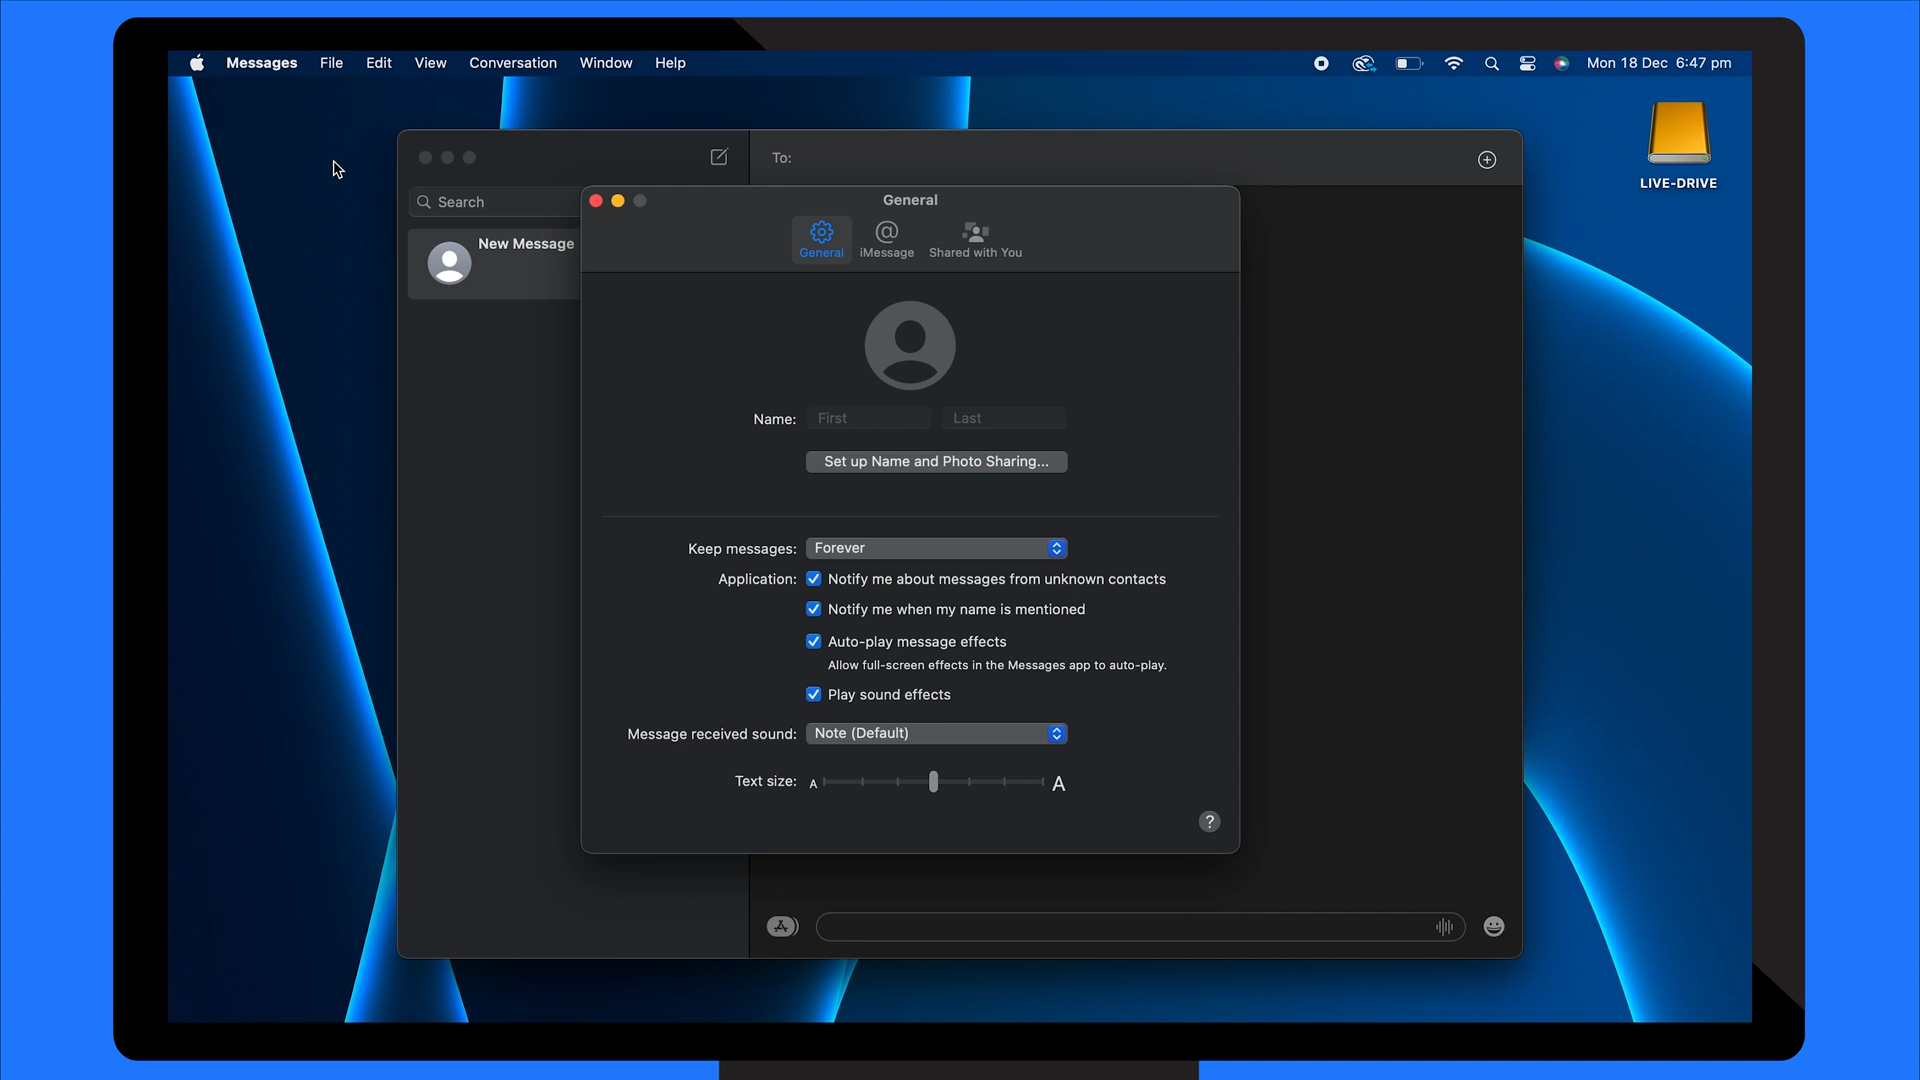 Messages File Edit View Conversation Window Help Mon 18 Dec 6:47 pm
LIVE-DRIVE
To:
Search
New Message
General
General iMessage Shared with You
Name: First Last
Set up Name and Photo Sharing...
Keep messages: Forever
Application: Notify me about messages from unknown contacts
Notify me when my name is mentioned
Auto-play message effects
Allow full-screen effects in the Messages app to auto-play.
Play sound effects
Message received sound: Note (Default)
Text size: A A
?